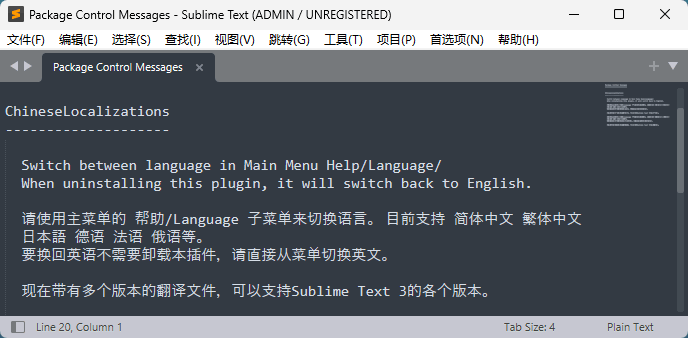 Package Control Messages - Sublime Text (ADMIN / UNREGISTERED)
文件(F) 编辑(E) 选择(S) 查找(I) 视图(V) 跳转(G) 工具(T) 项目(P) 首选项(N) 帮助(H)
Package Control Messages
ChineseLocalizations
--------------------
Switch between language in Main Menu Help/Language/
When uninstalling this plugin, it will switch back to English.
请使用主菜单的 帮助/Language 子菜单来切换语言。 目前支持 简体中文 繁体中文
日本語 德语 法语 俄语等。
要换回英语不需要卸载本插件，请直接从菜单切换英文。
现在带有多个版本的翻译文件，可以支持Sublime Text 3的各个版本。
Line 20, Column 1 Tab Size: 4 Plain Text